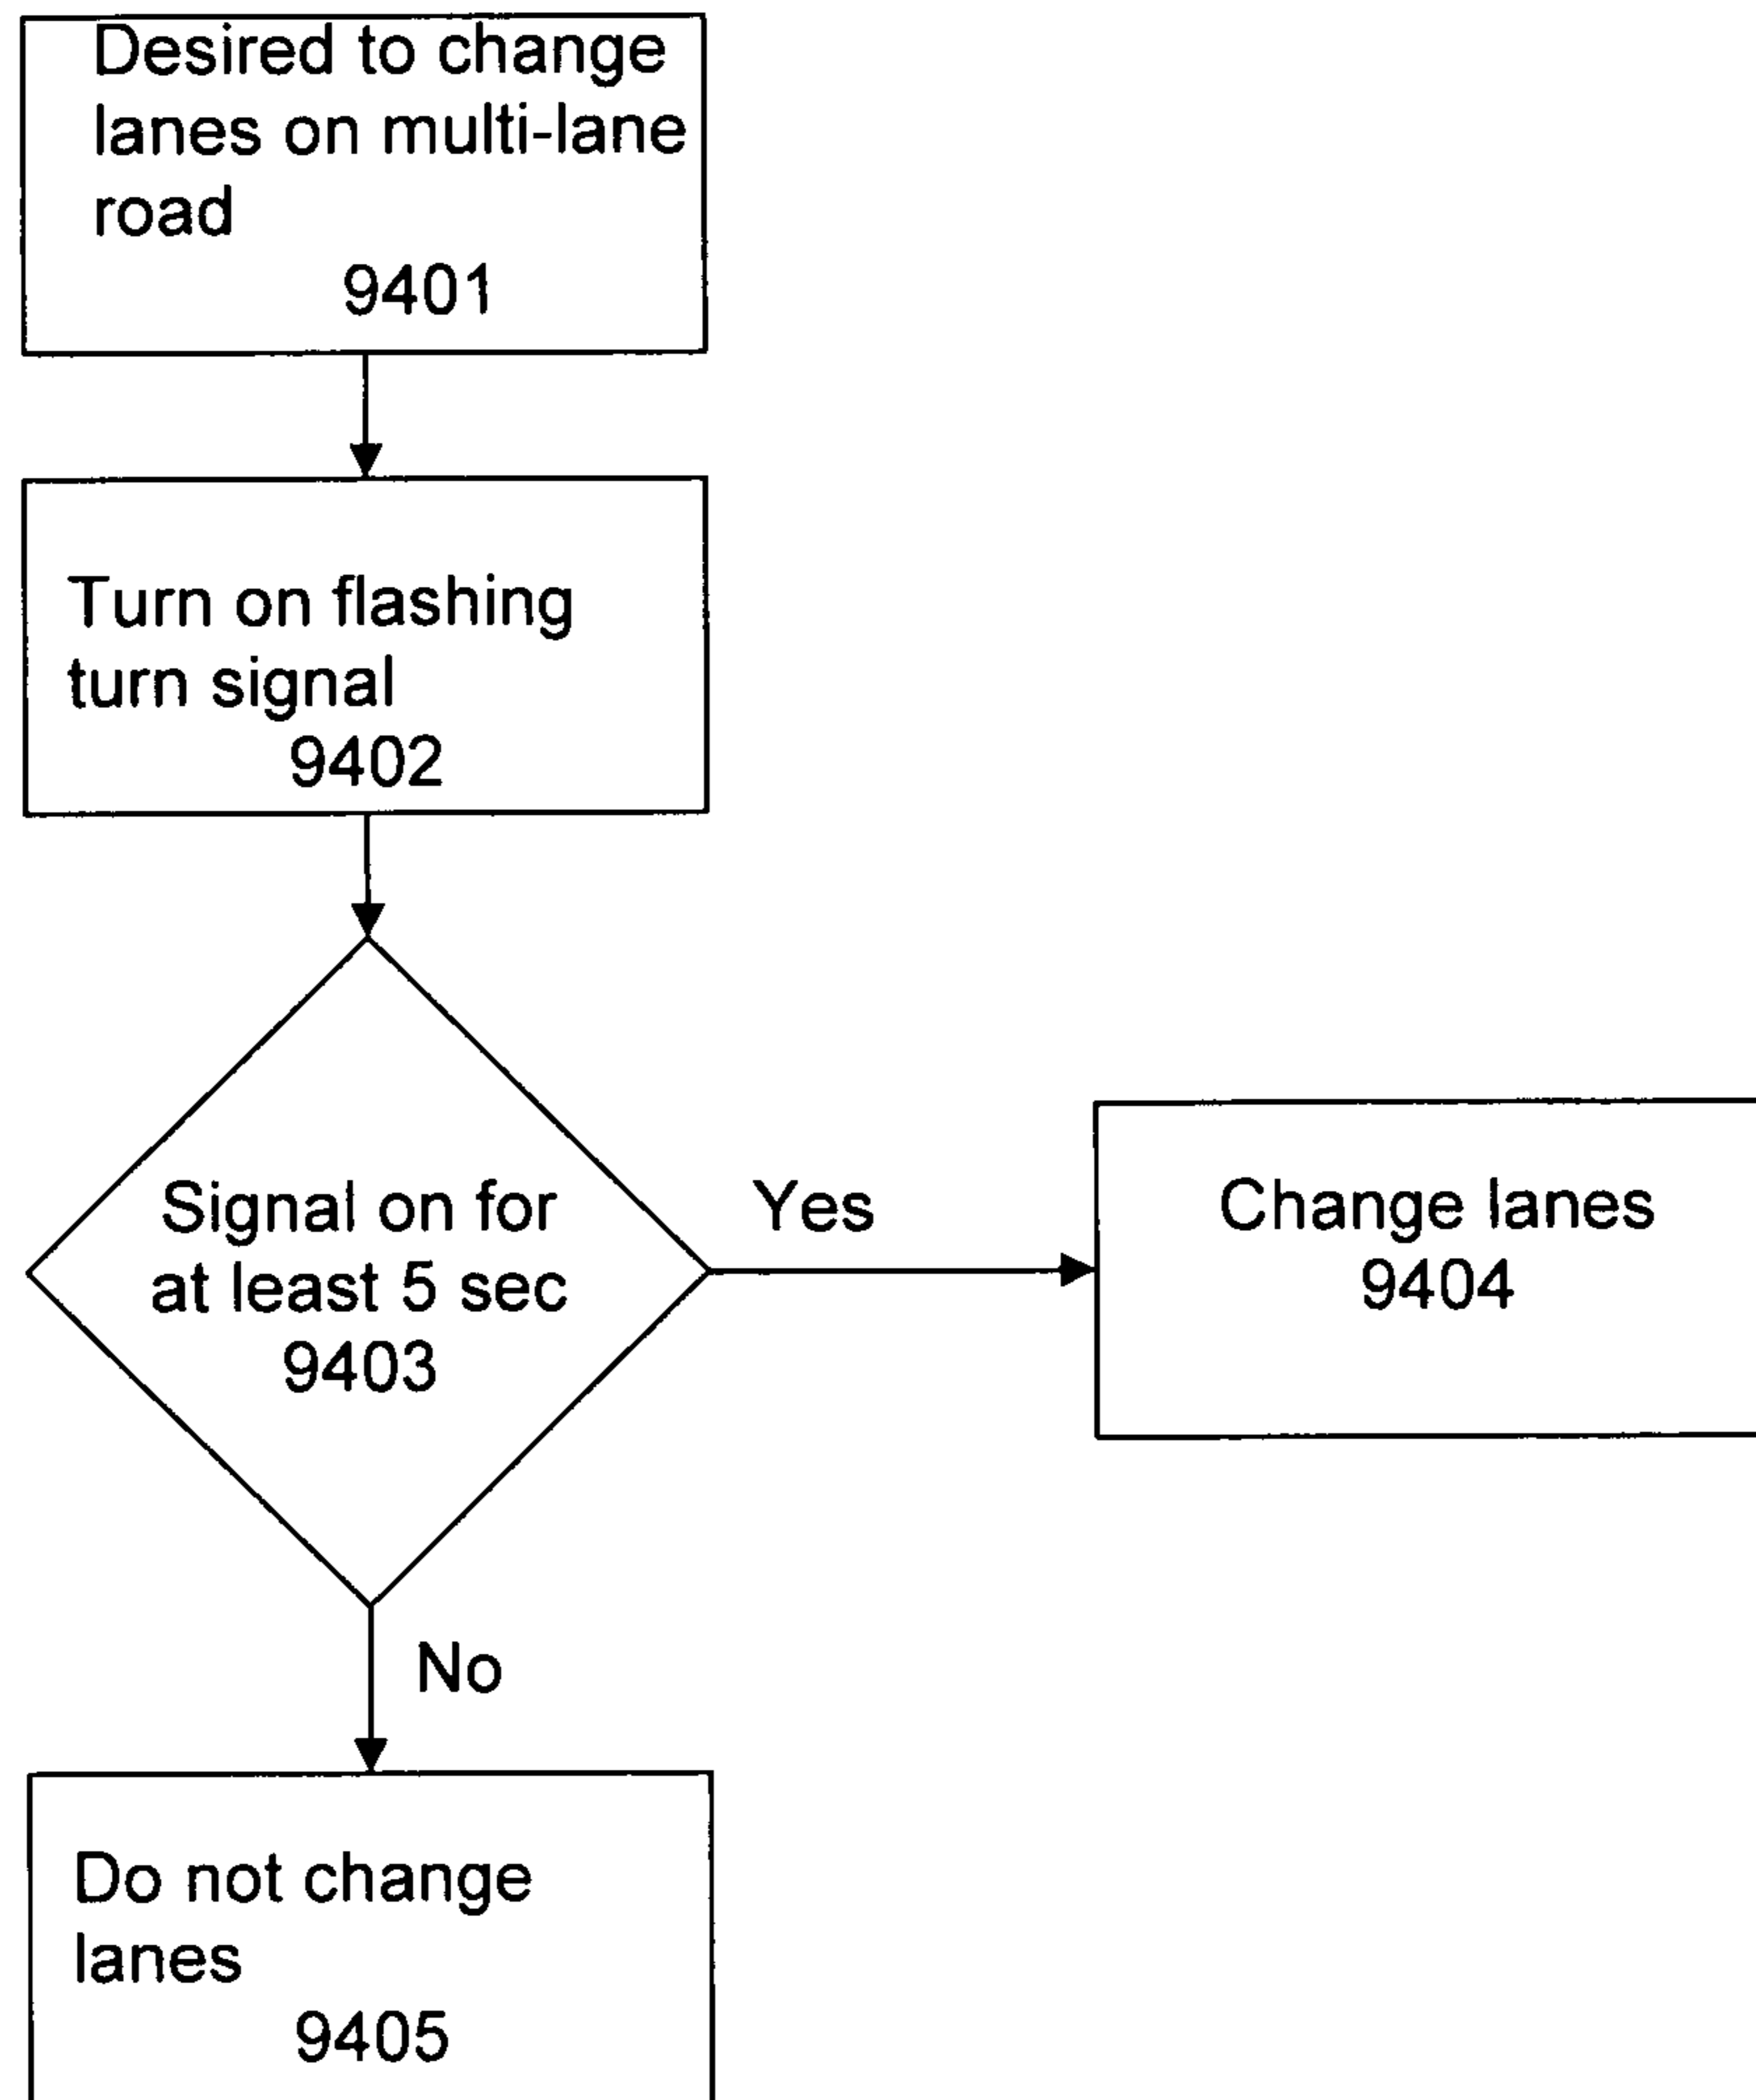 Desired to change
lanes on multi-lane
road
9401
Turn on flashing
turn signal
9402
Signal on for
at least 5 sec
9403
Yes
Change lanes
9404
No
Do not change
lanes
9405